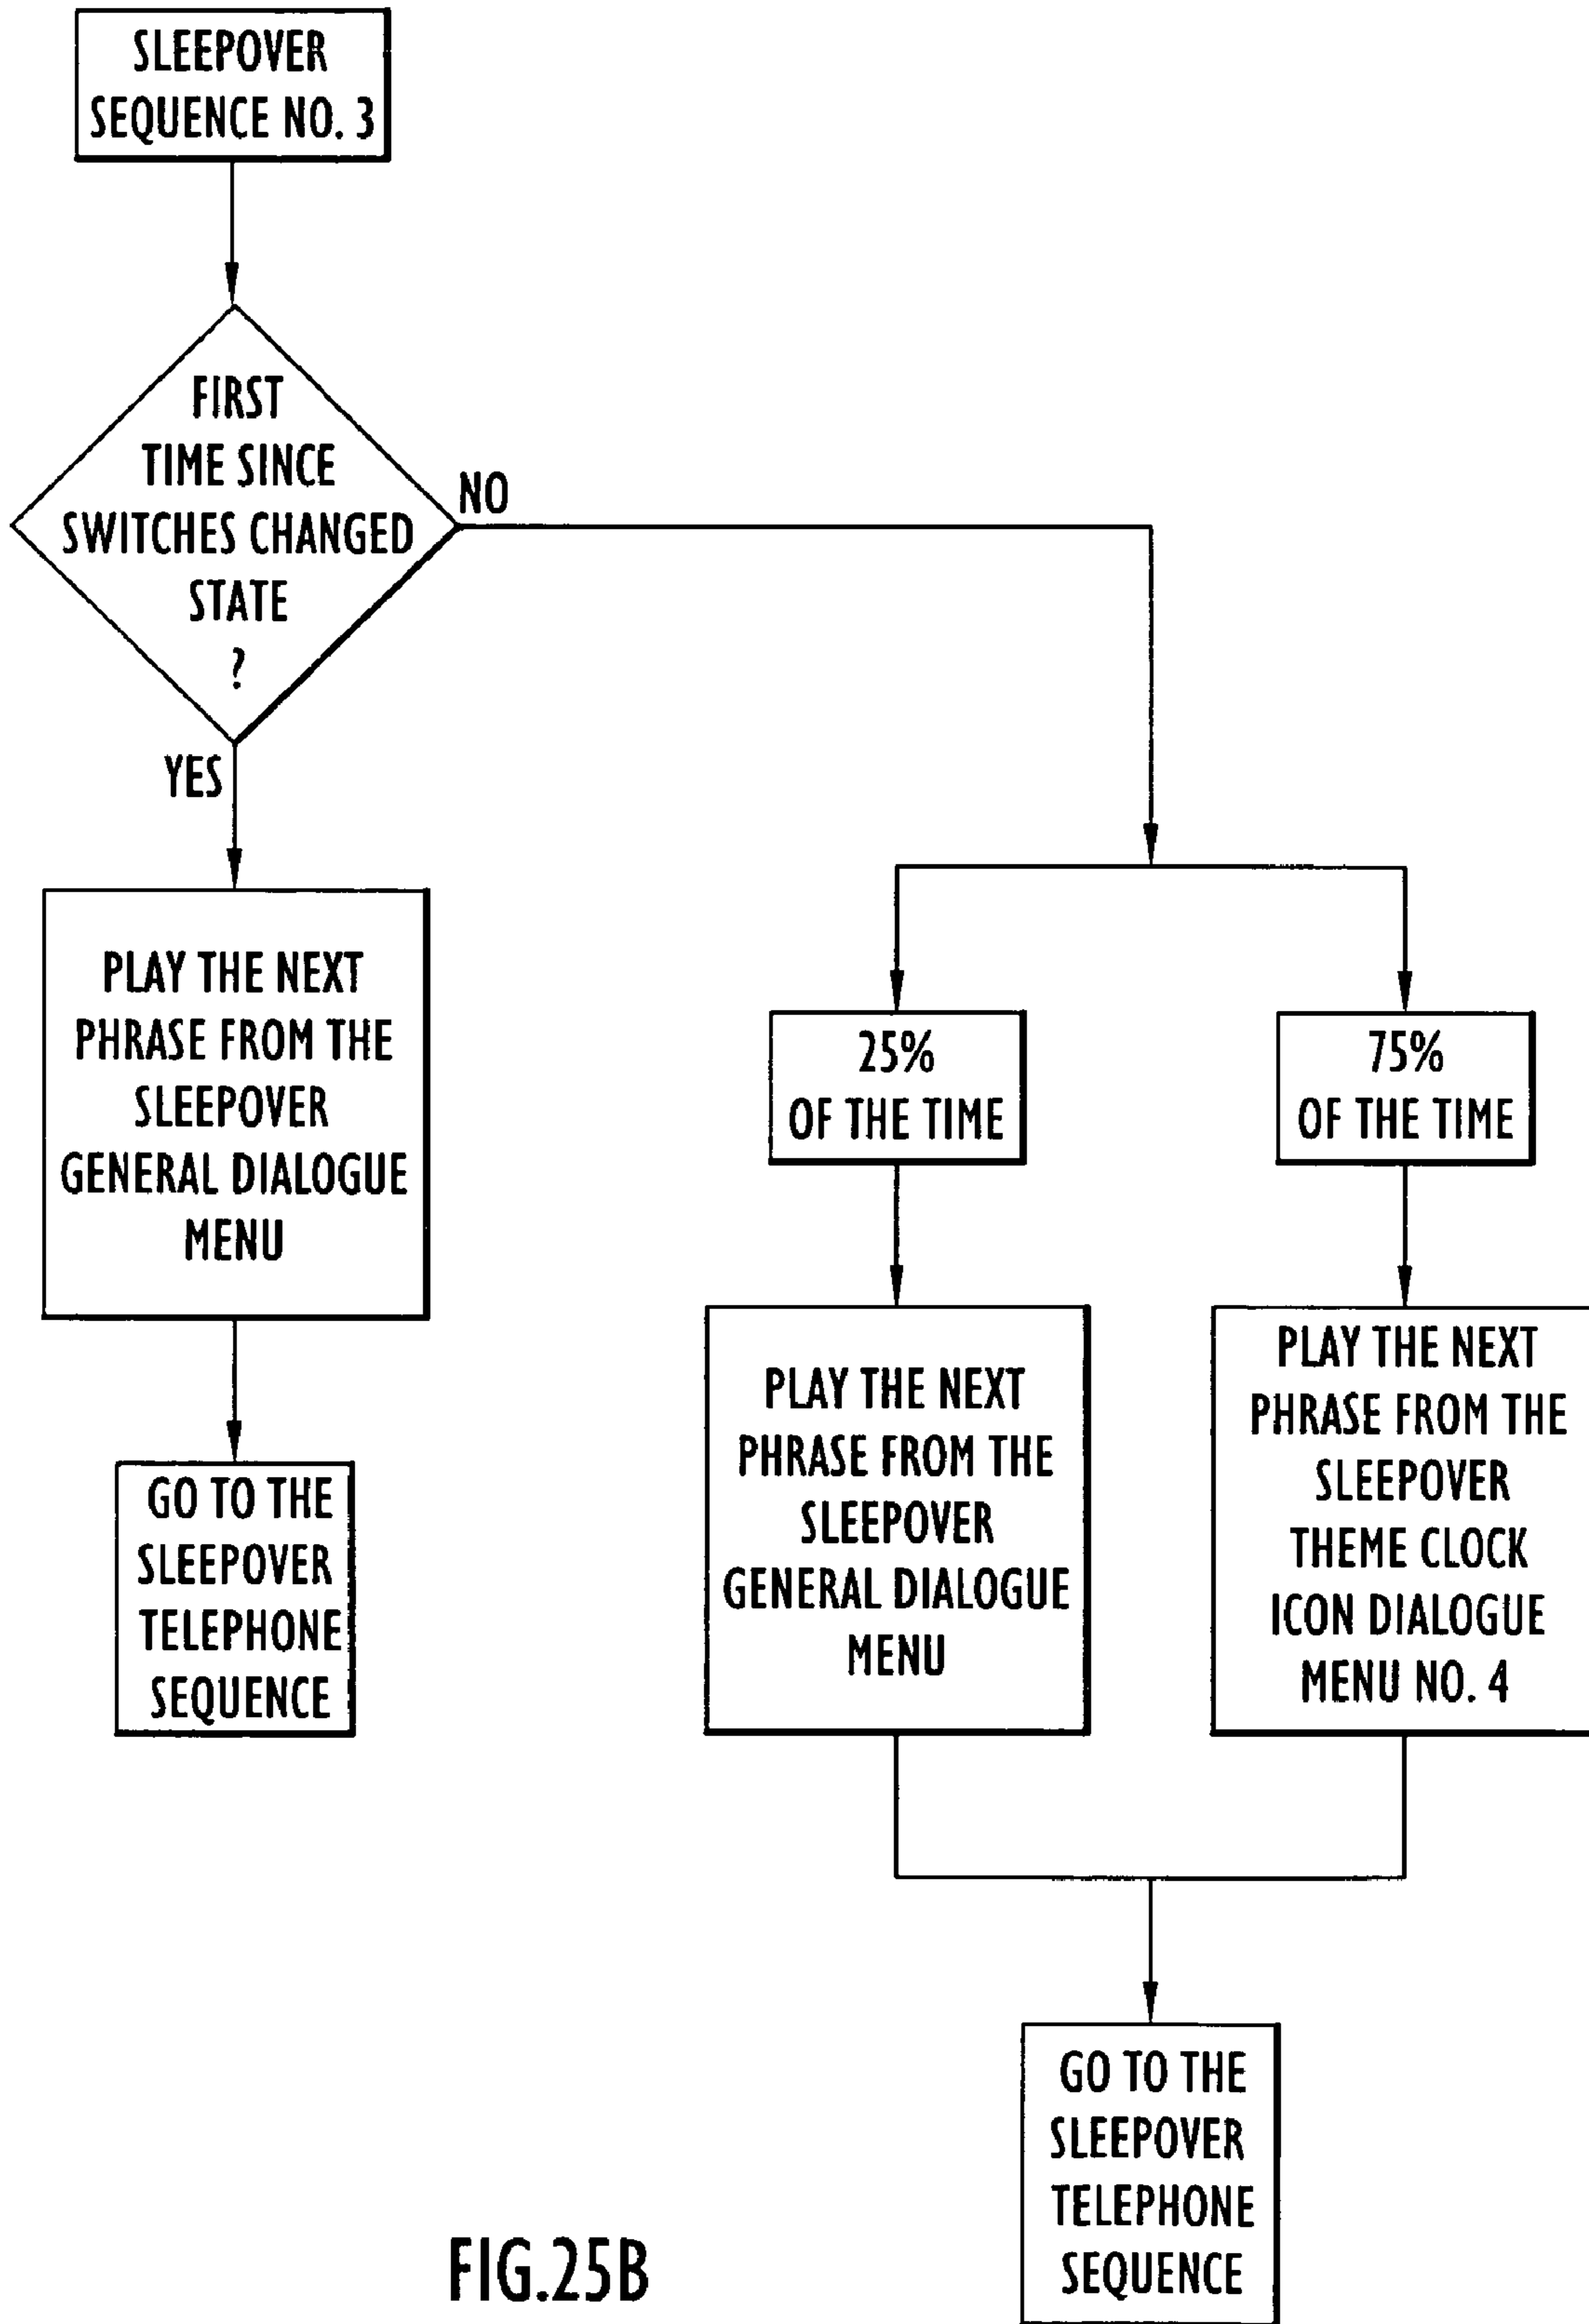 SLEEPOVER
SEQUENCE NO. 3
FIRST
TIME SINCE
SWITCHES CHANGED
STATE
?
NO
YES
PLAY THE NEXT
PHRASE FROM THE
SLEEPOVER
GENERAL DIALOGUE
MENU
GO TO THE
SLEEPOVER
TELEPHONE
SEQUENCE
25%
OF THE TIME
75%
OF THE TIME
PLAY THE NEXT
PHRASE FROM THE
SLEEPOVER
GENERAL DIALOGUE
MENU
PLAY THE NEXT
PHRASE FROM THE
SLEEPOVER
THEME CLOCK
ICON DIALOGUE
MENU NO. 4
GO TO THE
SLEEPOVER
TELEPHONE
SEQUENCE
FIG.25B